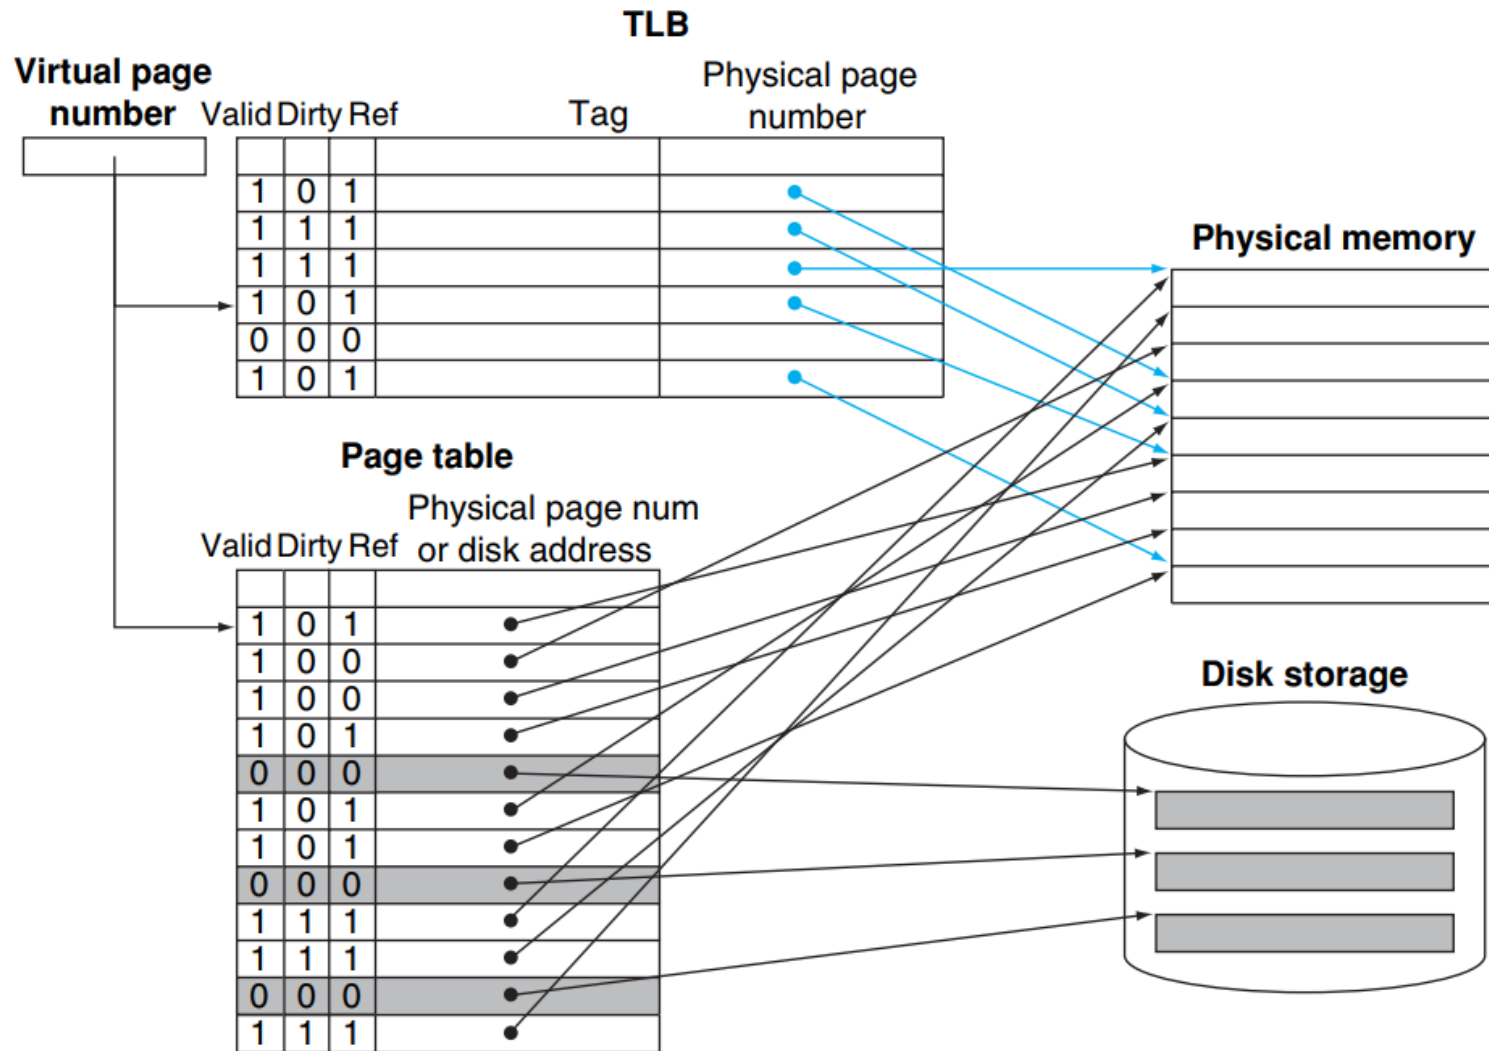 TLB
Virtual page
number
Valid Dirty Ref
Tag
Physical page
number
1 0 1
1 1 1
1 1 1
1 0 1
0 0 0
1 0 1
Physical memory
Page table
Physical page num
or disk address
Valid Dirty Ref
1 0 1
1 0 0
1 0 0
1 0 1
0 0 0
1 0 1
1 0 1
0 0 0
1 1 1
1 1 1
0 0 0
1 1 1
Disk storage